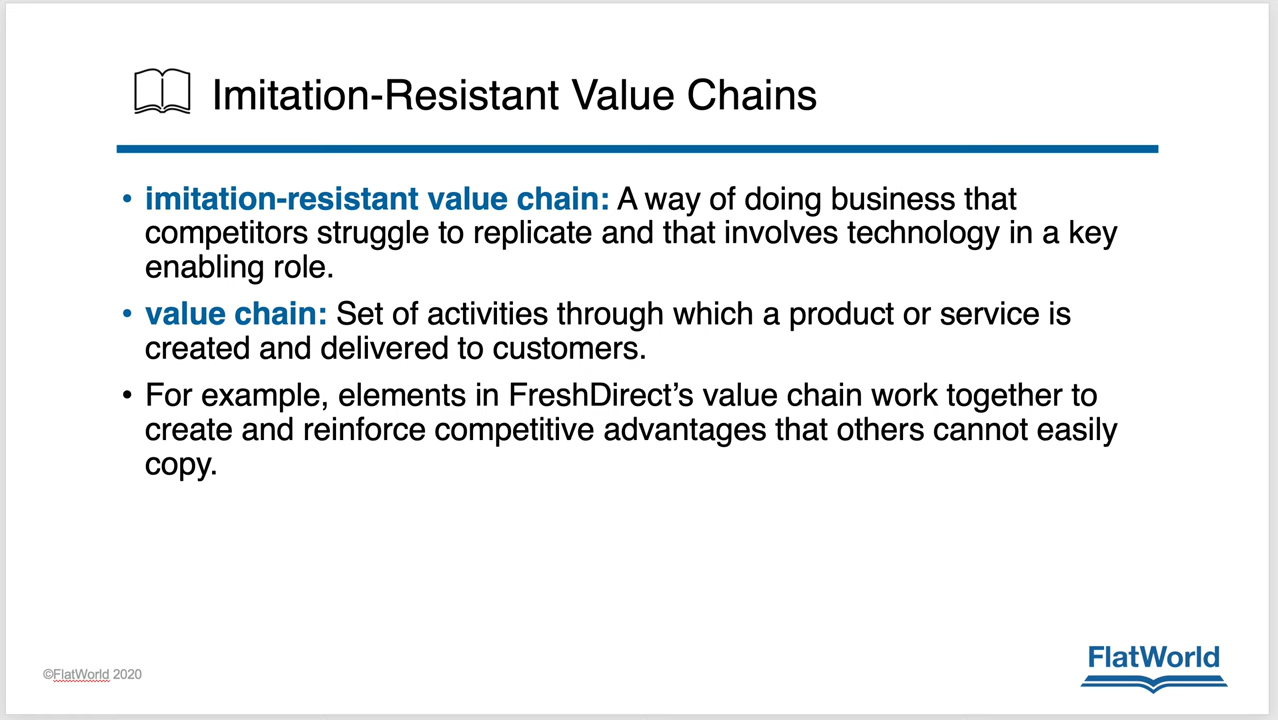 Imitation-Resistant Value Chains
• imitation-resistant value chain: A way of doing business that
competitors struggle to replicate and that involves technology in a key
enabling role.
• value chain: Set of activities through which a product or service is
created and delivered to customers.
• For example, elements in FreshDirect’s value chain work together to
create and reinforce competitive advantages that others cannot easily
copy.
©FlatWorld 2020
FlatWorld